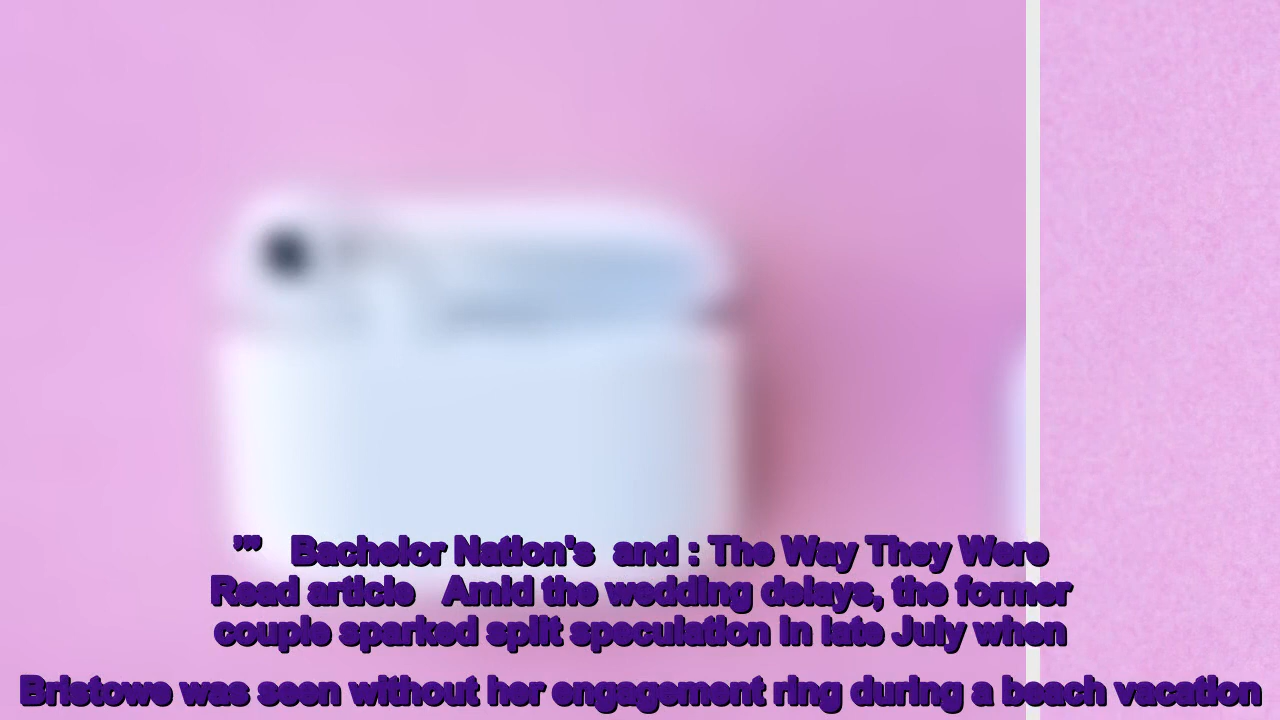 ’”   Bachelor Nation's  and : The Way They Were
Read article   Amid the wedding delays, the former
couple sparked split speculation in late July when
Bristowe was seen without her engagement ring during a beach vacation